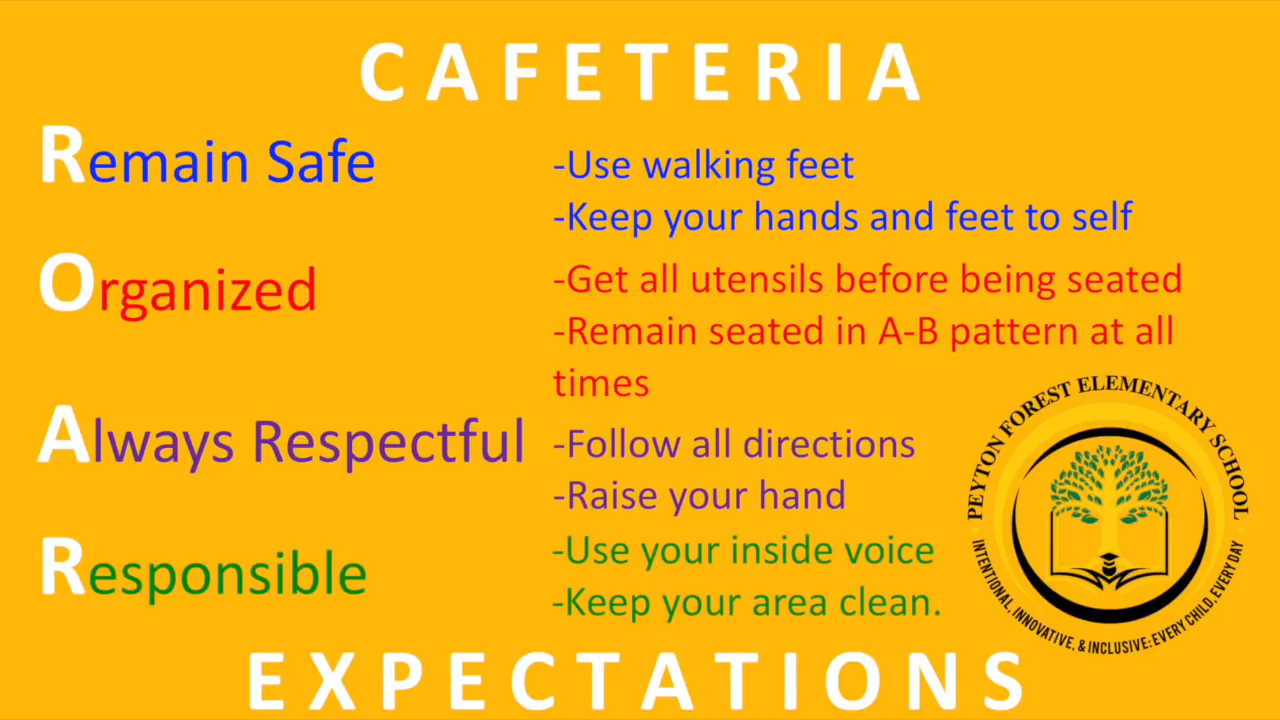 CAFETERIA
Remain Safe
-Use walking feet
-Keep your hands and feet to self
Organized
-Get all utensils before being seated
-Remain seated in A-B pattern at all
times
Always Respectful
-Follow all directions
-Raise your hand
Responsible
-Use your inside voice
-Keep your area clean.
PEYTON FOREST ELEMENTARY SCHOOL
INTENTIONAL, INNOVATIVE, & INCLUSIVE: EVERY CHILD, EVERY DAY
EXPECTATIONS